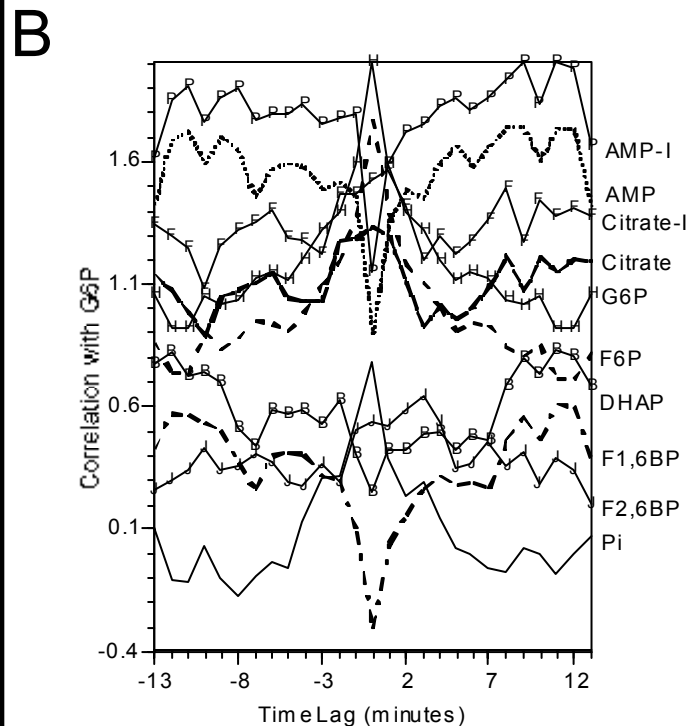 B
Correlation with G6P
1.6
1.1
0.6
0.1
-0.4
-13 -8 -3 2 7 12
Time Lag (minutes)
AMP-I
AMP
Citrate-I
Citrate
G6P
F6P
DHAP
F1,6BP
F2,6BP
Pi